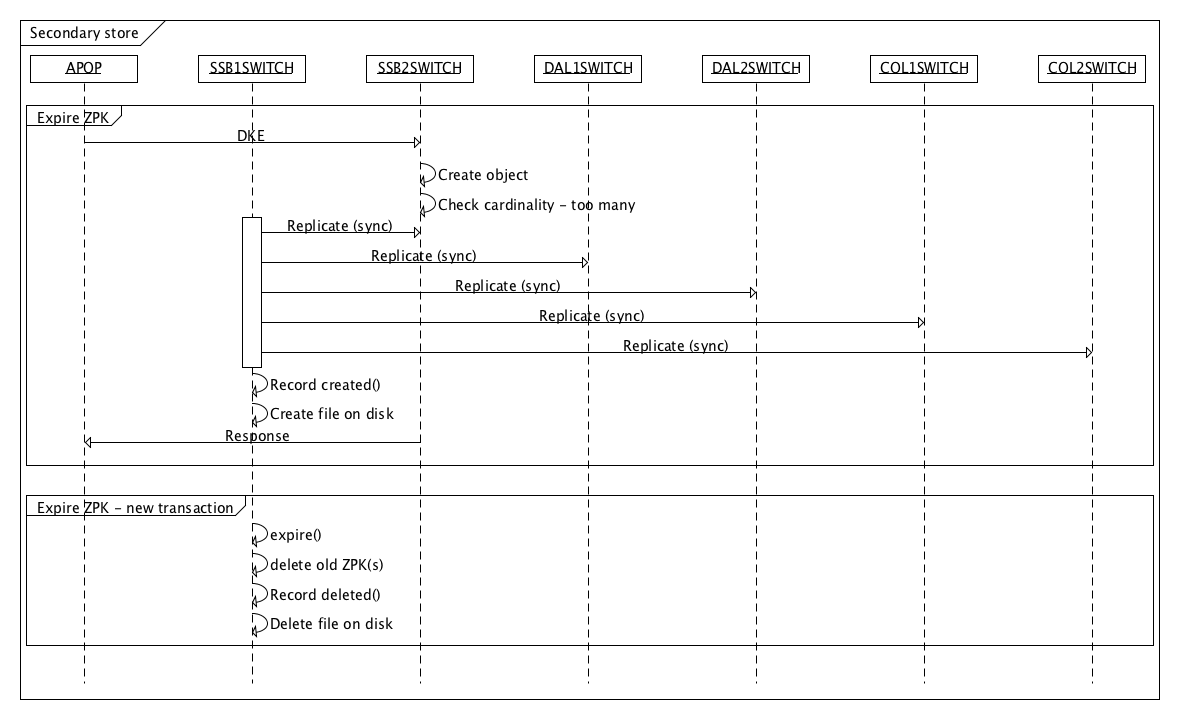 Secondary store
APOP
SSB1SWITCH
SSB2SWITCH
DAL1SWITCH
DAL2SWITCH
COL1SWITCH
COL2SWITCH
Expire ZPK
DKE
Create object
Check cardinality – too many
Replicate (sync)
Replicate (sync)
Replicate (sync)
Replicate (sync)
Replicate (sync)
Record created()
Create file on disk
Response
Expire ZPK – new transaction
expire()
delete old ZPK(s)
Record deleted()
Delete file on disk